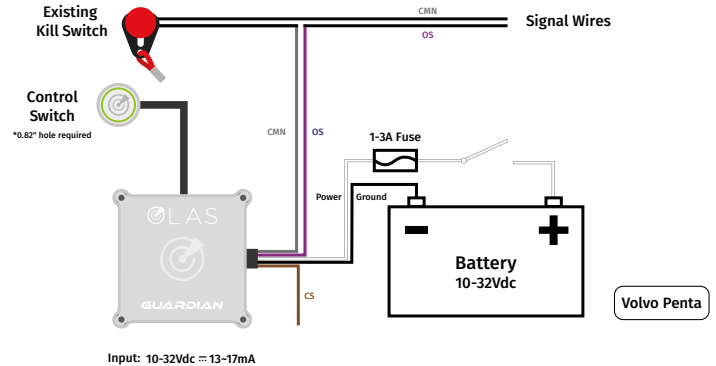 Existing
Kill Switch
CMN
Signal Wires
OS
Control
Switch
*0.82" hole required
CMN
OS
1-3A Fuse
Power
Ground
OLAS
GUARDIAN
Battery
10-32Vdc
CS
Volvo Penta
Input: 10-32Vdc ⎓ 13~17mA